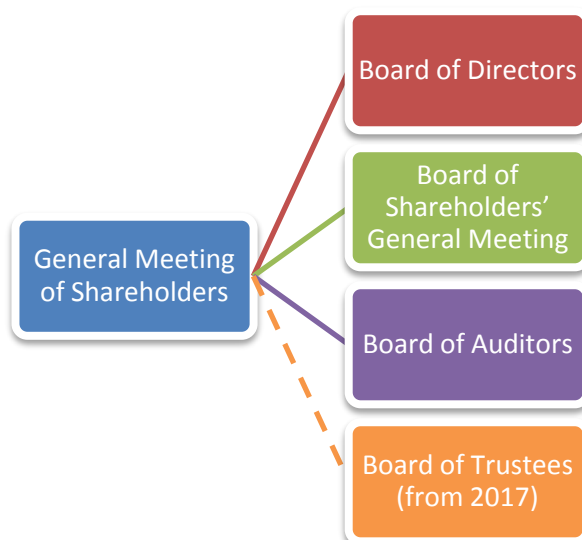 Board of Directors
Board of
Shareholders’
General Meeting
General Meeting
of Shareholders
Board of Auditors
Board of Trustees
(from 2017)